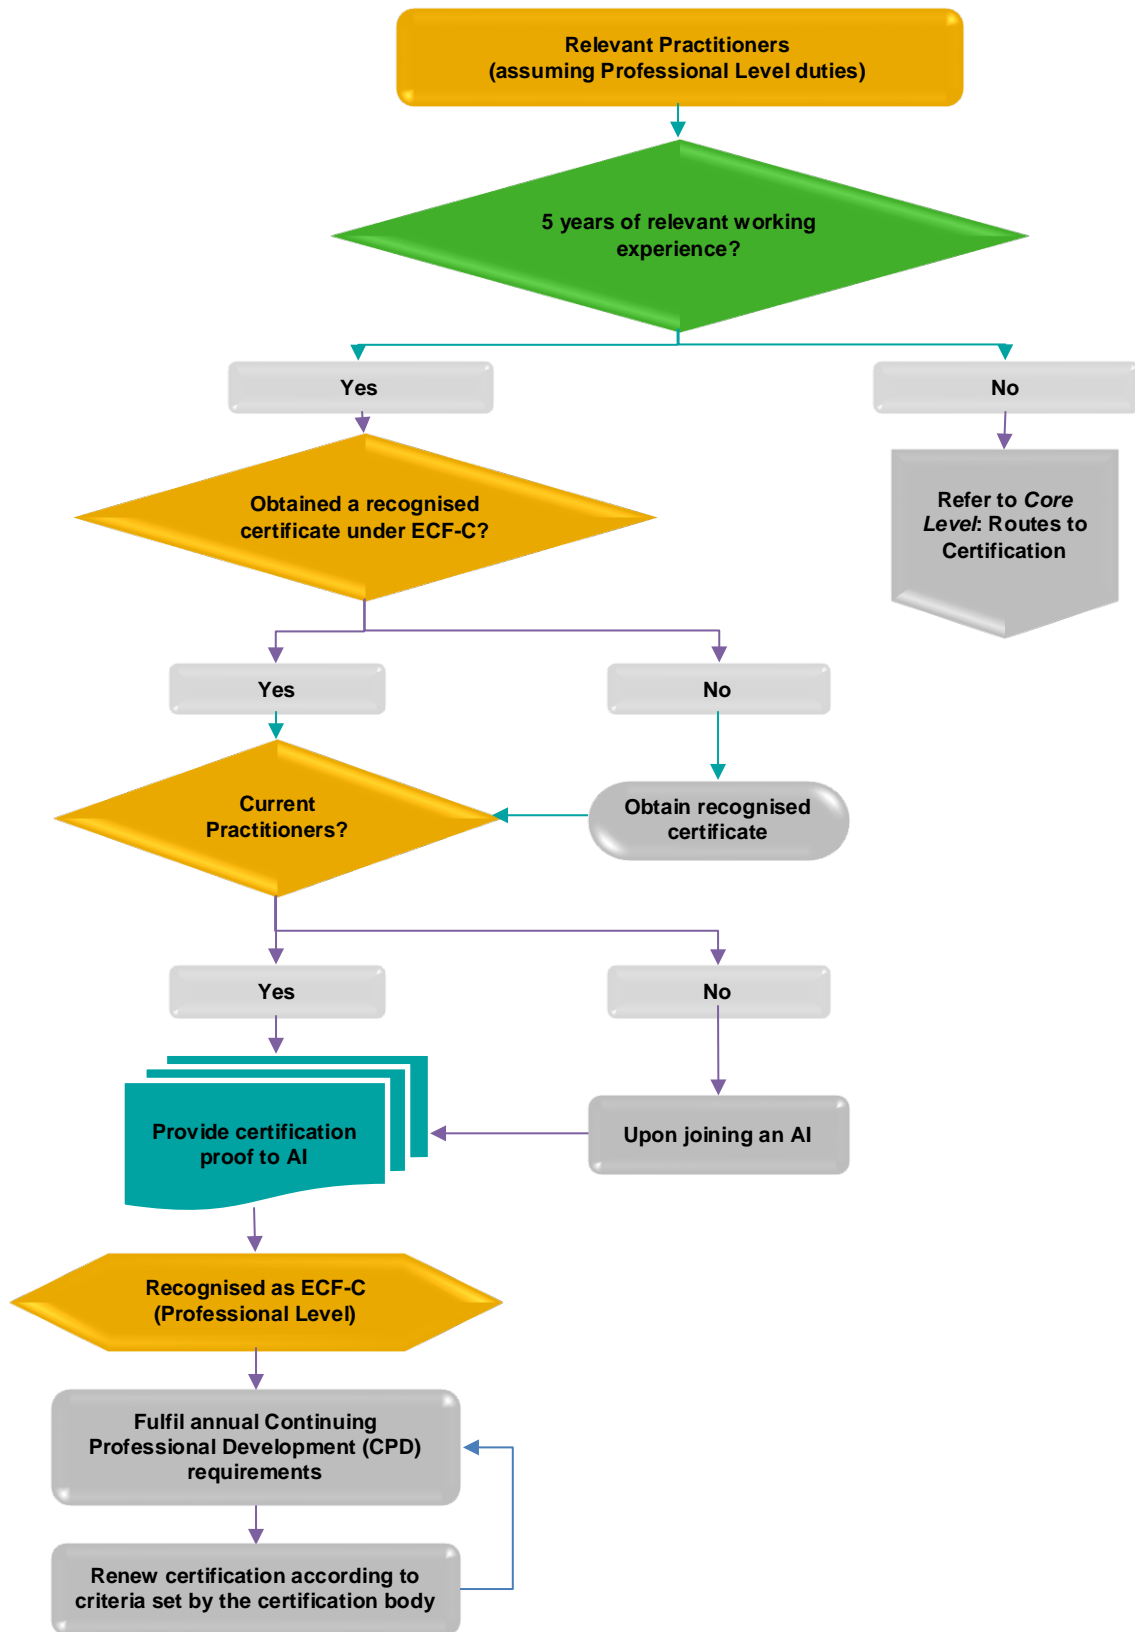 Relevant Practitioners
(assuming Professional Level duties)
5 years of relevant working
experience?
Yes
No
Obtained a recognised
certificate under ECF-C?
Refer to Core
Level: Routes to
Certification
Yes
No
Current
Practitioners?
Obtain recognised
certificate
Yes
No
Provide certification
proof to AI
Upon joining an AI
Recognised as ECF-C
(Professional Level)
Fulfil annual Continuing
Professional Development (CPD)
requirements
Renew certification according to
criteria set by the certification body